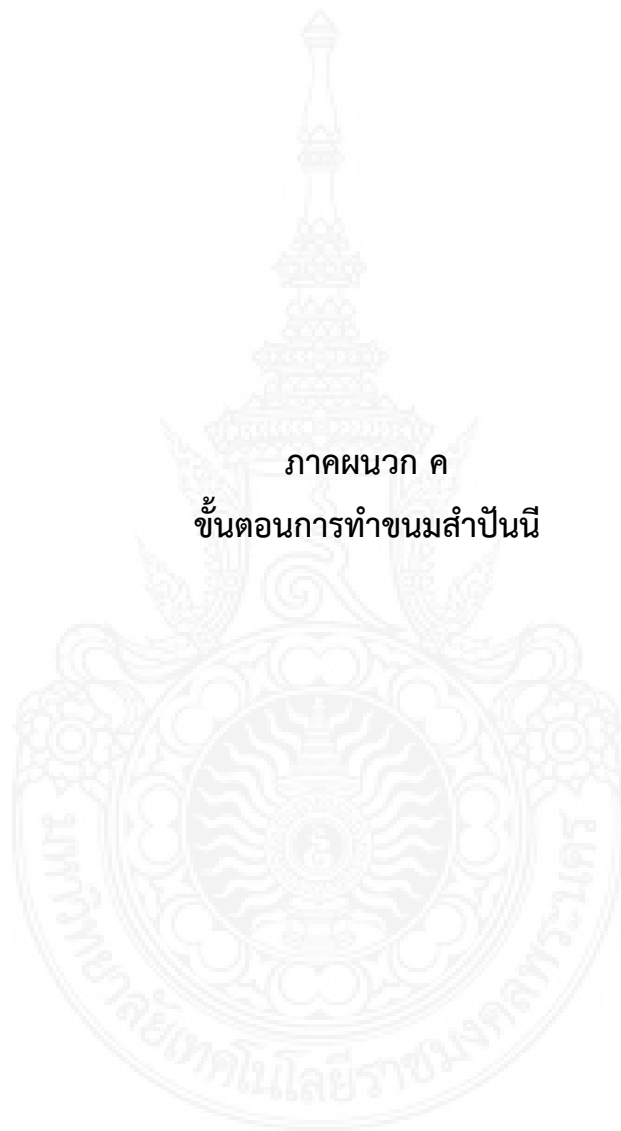 ภาคผนวก ค
ขั้นตอนการทำขนมสำปันนี
มหาวิทยาลัยเทคโนโลยีราชมงคลพระนคร